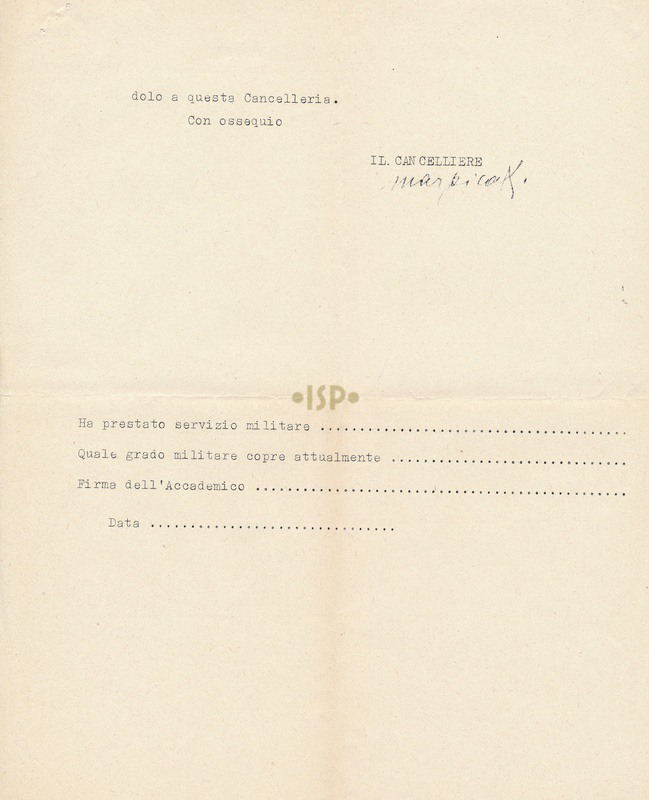 dolo a questa Cancelleria.
Con ossequio
IL CANCELLIERE
marpicati.
•ISP•
Ha prestato servizio militare ......................................
Quale grado militare copre attualmente .............................
Firma dell'Accademico ..............................................
Data ...............................